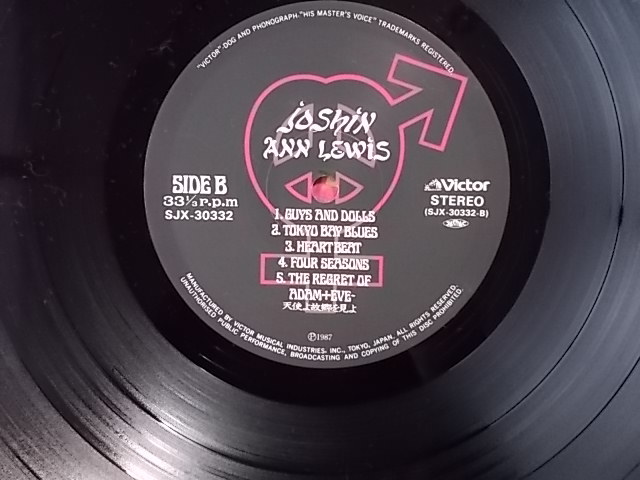 "VICTOR"-DOG AND PHONOGRAPH-"HIS MASTER'S VOICE" TRADEMARKS REGISTERED.
JOSHIN
ANN LEWIS
SIDE B
33⅓ r.p.m
SJX-30332
Victor
STEREO
(SJX-30332-B)
1. GUYS AND DOLLS
2. TOKYO BAY BLUES
3. HEART BEAT
4. FOUR SEASONS
5. THE REGRET OF
ADAM+EVE-
天使よ故郷を見よ
Ⓟ1987
MANUFACTURED BY VICTOR MUSICAL INDUSTRIES, INC., TOKYO, JAPAN. ALL RIGHTS RESERVED.
UNAUTHORISED PUBLIC PERFORMANCE, BROADCASTING AND COPYING OF THIS DISC PROHIBITED.